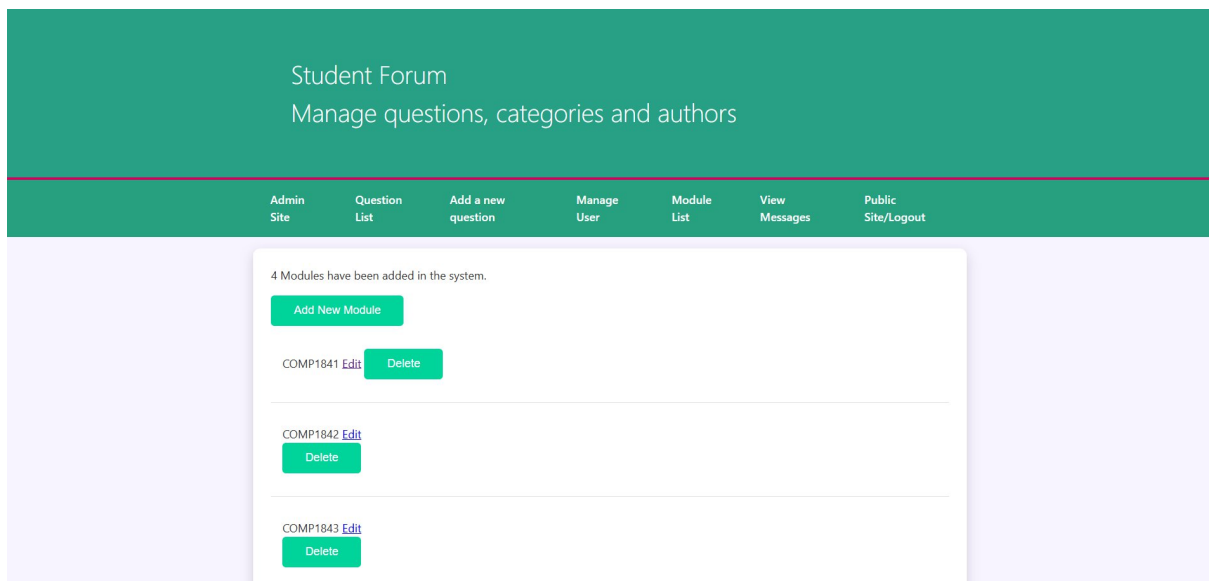 Student Forum
Manage questions, categories and authors
Admin Site
Question List
Add a new question
Manage User
Module List
View Messages
Public Site/Logout
4 Modules have been added in the system.
Add New Module
COMP1841 Edit Delete
COMP1842 Edit
Delete
COMP1843 Edit
Delete